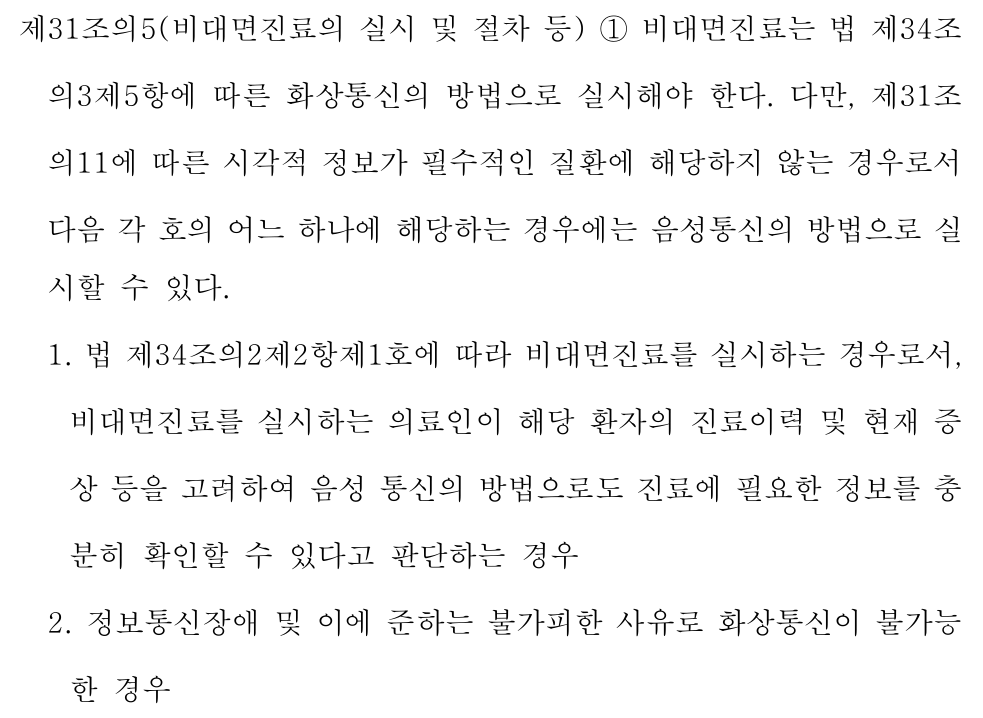 제31조의5(비대면진료의 실시 및 절차 등) ① 비대면진료는 법 제34조
의3제5항에 따른 화상통신의 방법으로 실시해야 한다. 다만, 제31조
의11에 따른 시각적 정보가 필수적인 질환에 해당하지 않는 경우로서
다음 각 호의 어느 하나에 해당하는 경우에는 음성통신의 방법으로 실
시할 수 있다.
1. 법 제34조의2제2항제1호에 따라 비대면진료를 실시하는 경우로서,
비대면진료를 실시하는 의료인이 해당 환자의 진료이력 및 현재 증
상 등을 고려하여 음성 통신의 방법으로도 진료에 필요한 정보를 충
분히 확인할 수 있다고 판단하는 경우
2. 정보통신장애 및 이에 준하는 불가피한 사유로 화상통신이 불가능
한 경우